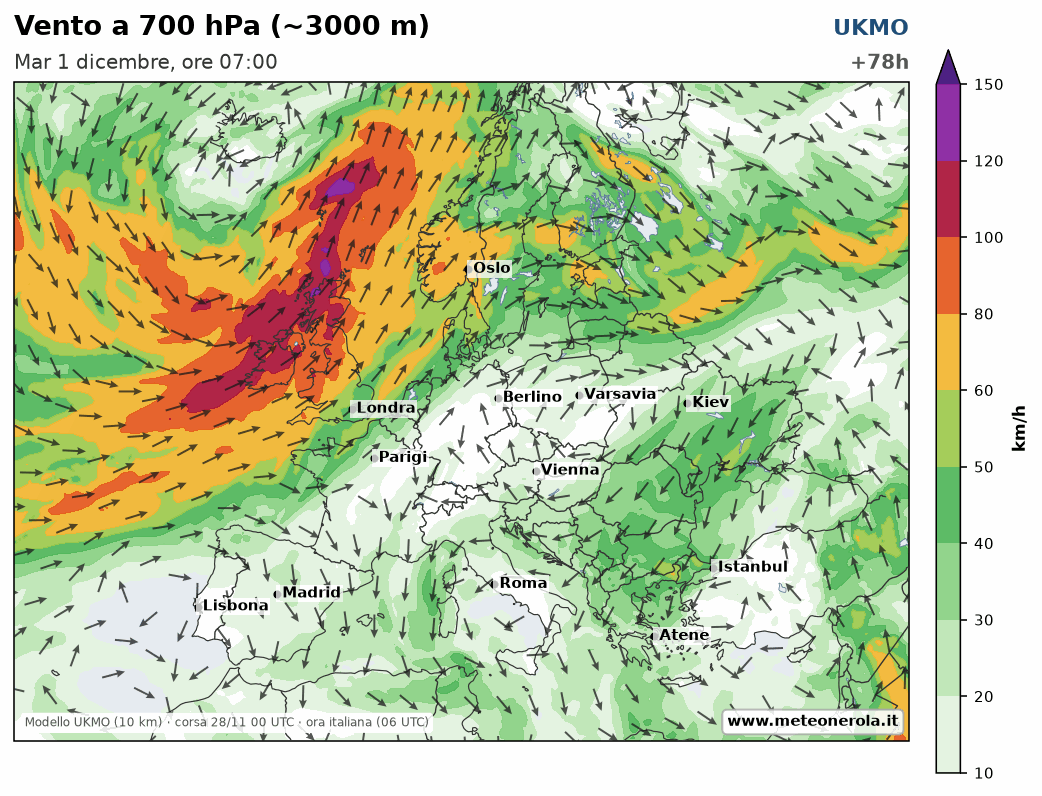 Vento a 700 hPa (~3000 m)
UKMO
Mar 1 dicembre, ore 07:00
+78h
150
120
100
80
60
50
40
30
20
10
km/h
Oslo
Berlino
Varsavia
Kiev
Londra
Parigi
Vienna
Istanbul
Roma
Madrid
Lisbona
Atene
Modello UKMO (10 km) · corsa 28/11 00 UTC · ora italiana (06 UTC)
www.meteonerola.it